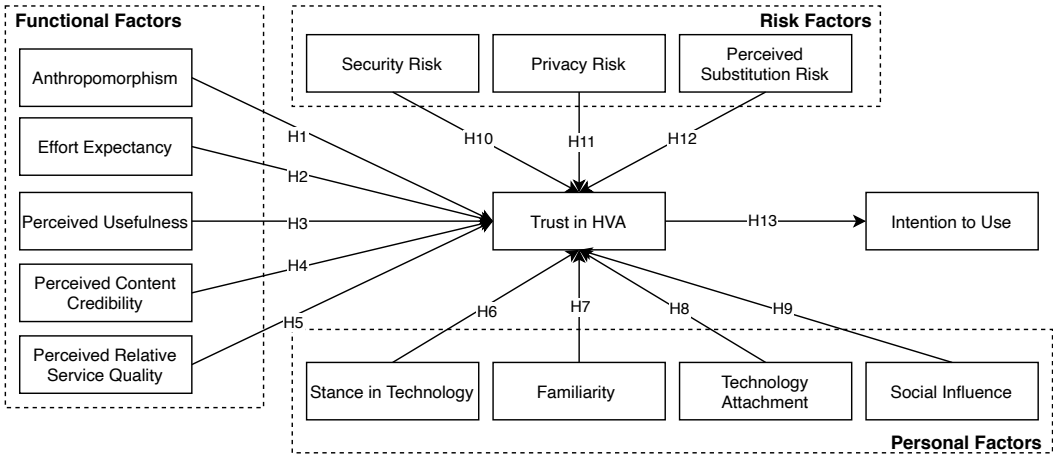 Functional Factors
Anthropomorphism
Effort Expectancy
Perceived Usefulness
Perceived Content
Credibility
Perceived Relative
Service Quality
H1
H2
H3
H4
H5
Risk Factors
Security Risk
Privacy Risk
Perceived
Substitution Risk
H10
H11
H12
Trust in HVA
H13
Intention to Use
H6
H7
H8
H9
Stance in Technology
Familiarity
Technology
Attachment
Social Influence
Personal Factors